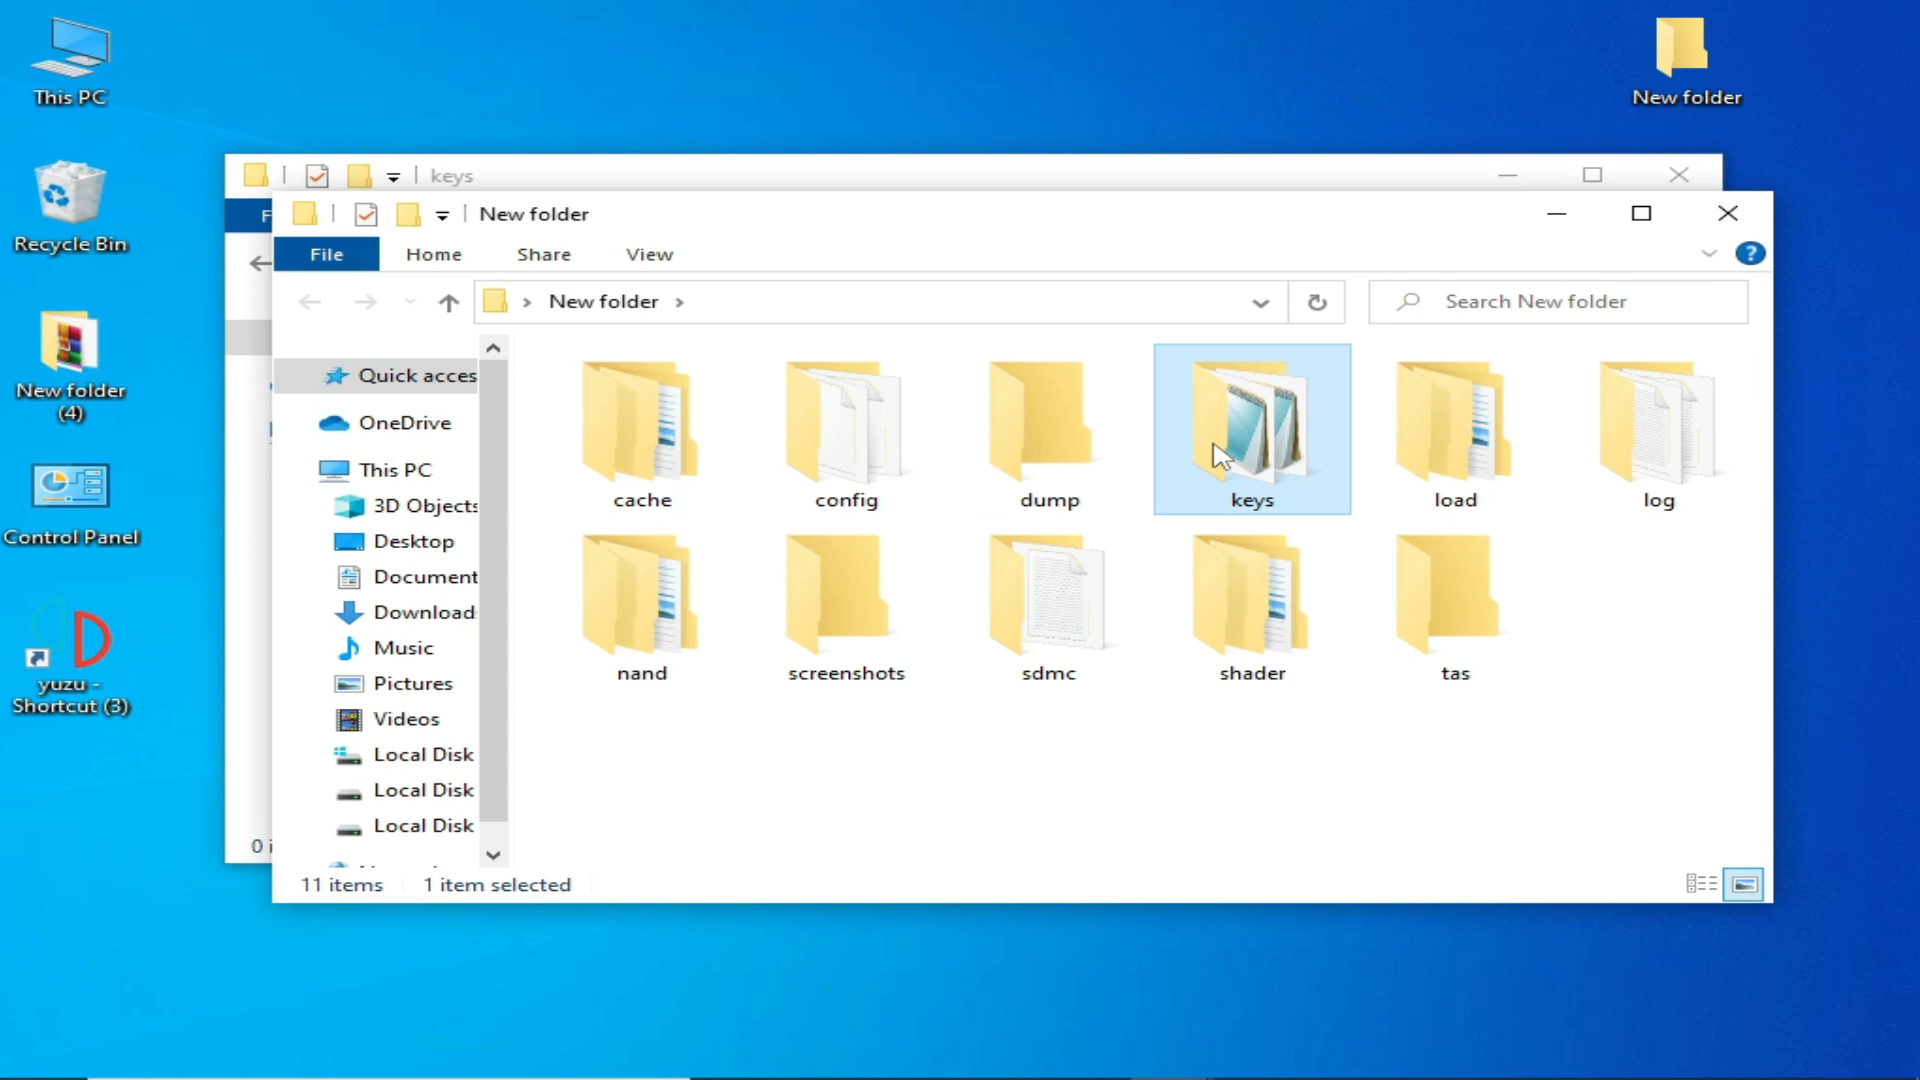 This PC
New folder
Recycle Bin
New folder
(4)
Control Panel
yuzu -
Shortcut (3)
keys
F
0 i
New folder
File
Home
Share
View
New folder
Search New folder
Quick acces
OneDrive
This PC
3D Objects
Desktop
Document
Download
Music
Pictures
Videos
Local Disk
Local Disk
Local Disk
cache
config
dump
keys
load
log
nand
screenshots
sdmc
shader
tas
11 items
1 item selected